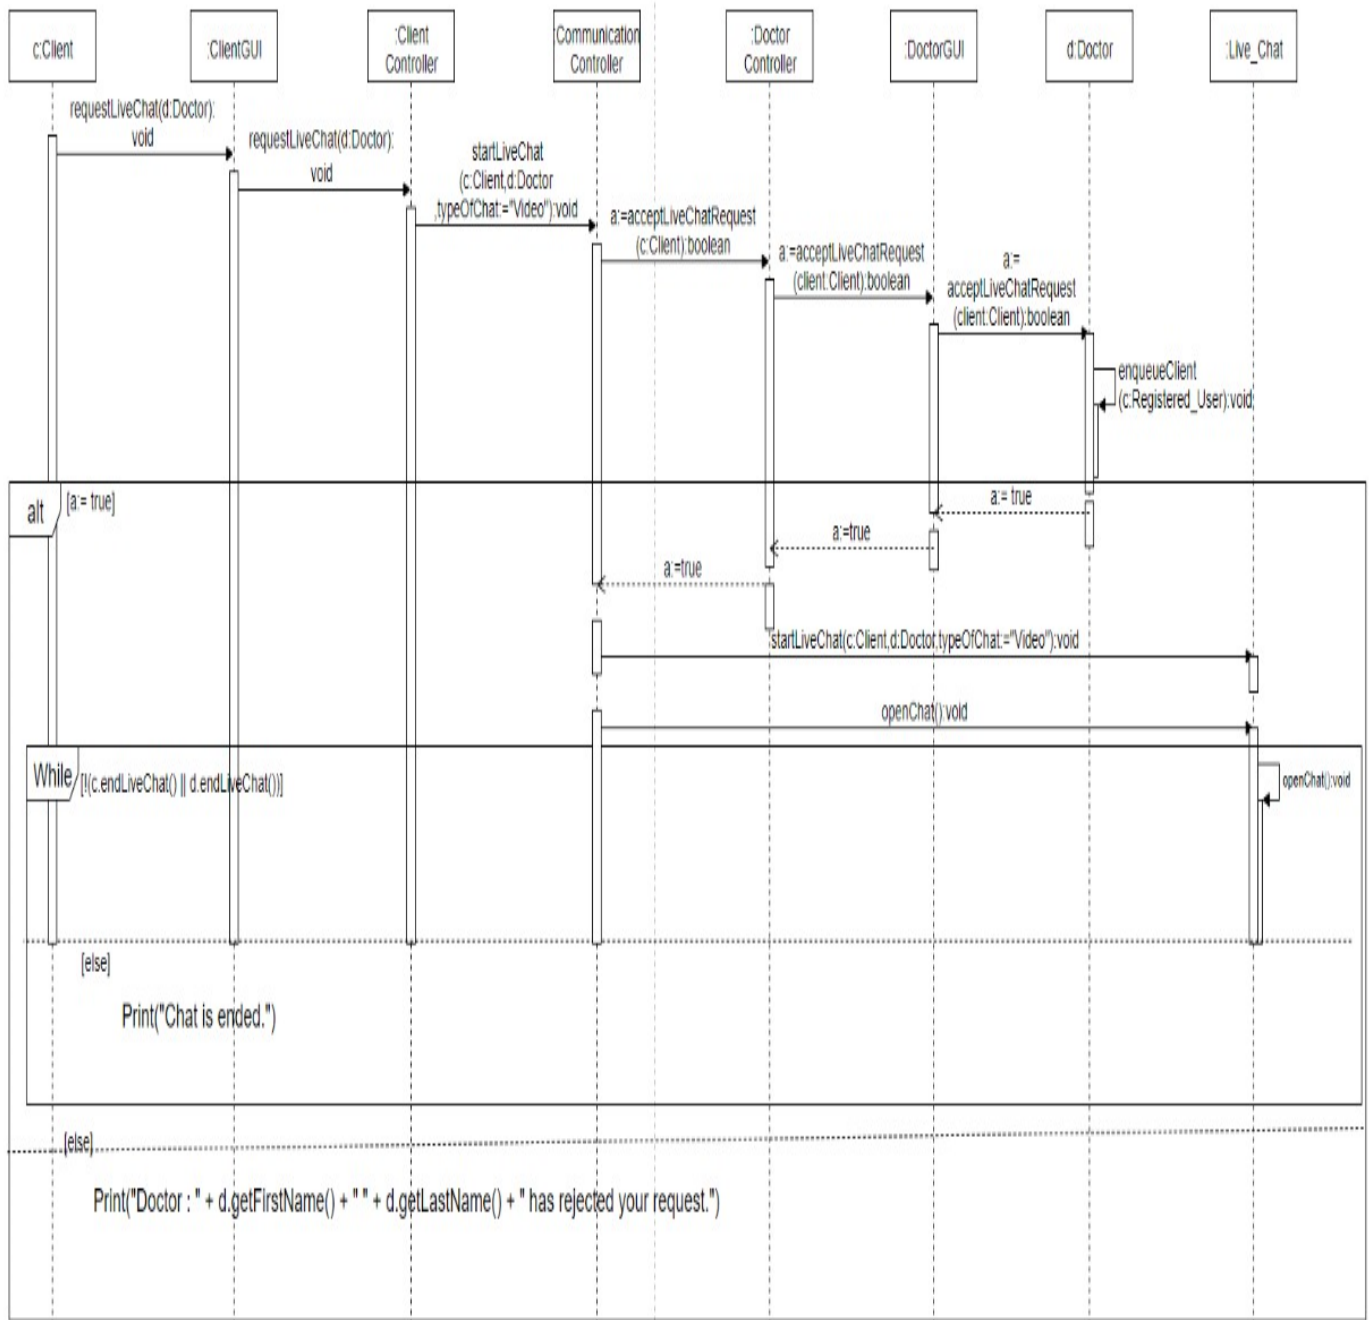 c:Client
:ClientGUI
:Client
Controller
:Communication
Controller
:Doctor
Controller
:DoctorGUI
d:Doctor
:Live_Chat
requestLiveChat(d:Doctor):
void
requestLiveChat(d:Doctor):
void
startLiveChat
(c:Client,d:Doctor
,typeOfChat:="Video"):void
a:=acceptLiveChatRequest
(c:Client):boolean
a:=acceptLiveChatRequest
(client:Client):boolean
a:=
acceptLiveChatRequest
(client:Client):boolean
enqueueClient
(c:Registered_User):void
alt
[a:= true]
a:= true
a:=true
a:=true
startLiveChat(c:Client,d:Doctor,typeOfChat:="Video"):void
openChat():void
While
[!(c.endLiveChat() || d.endLiveChat())]
openChat():void
[else]
Print("Chat is ended.")
[else]
Print("Doctor : " + d.getFirstName() + " " + d.getLastName() + " has rejected your request.")